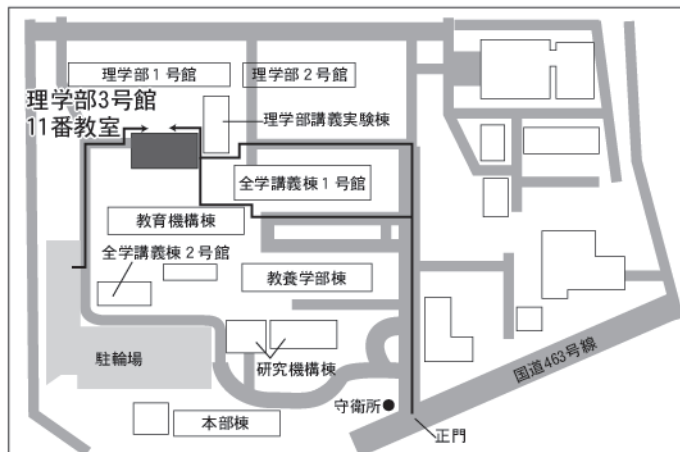 理学部1号館
理学部2号館
理学部3号館
11番教室
理学部講義実験棟
全学講義棟1号館
教育機構棟
全学講義棟2号館
教養学部棟
駐輪場
研究機構棟
国道463号線
守衛所
本部棟
正門